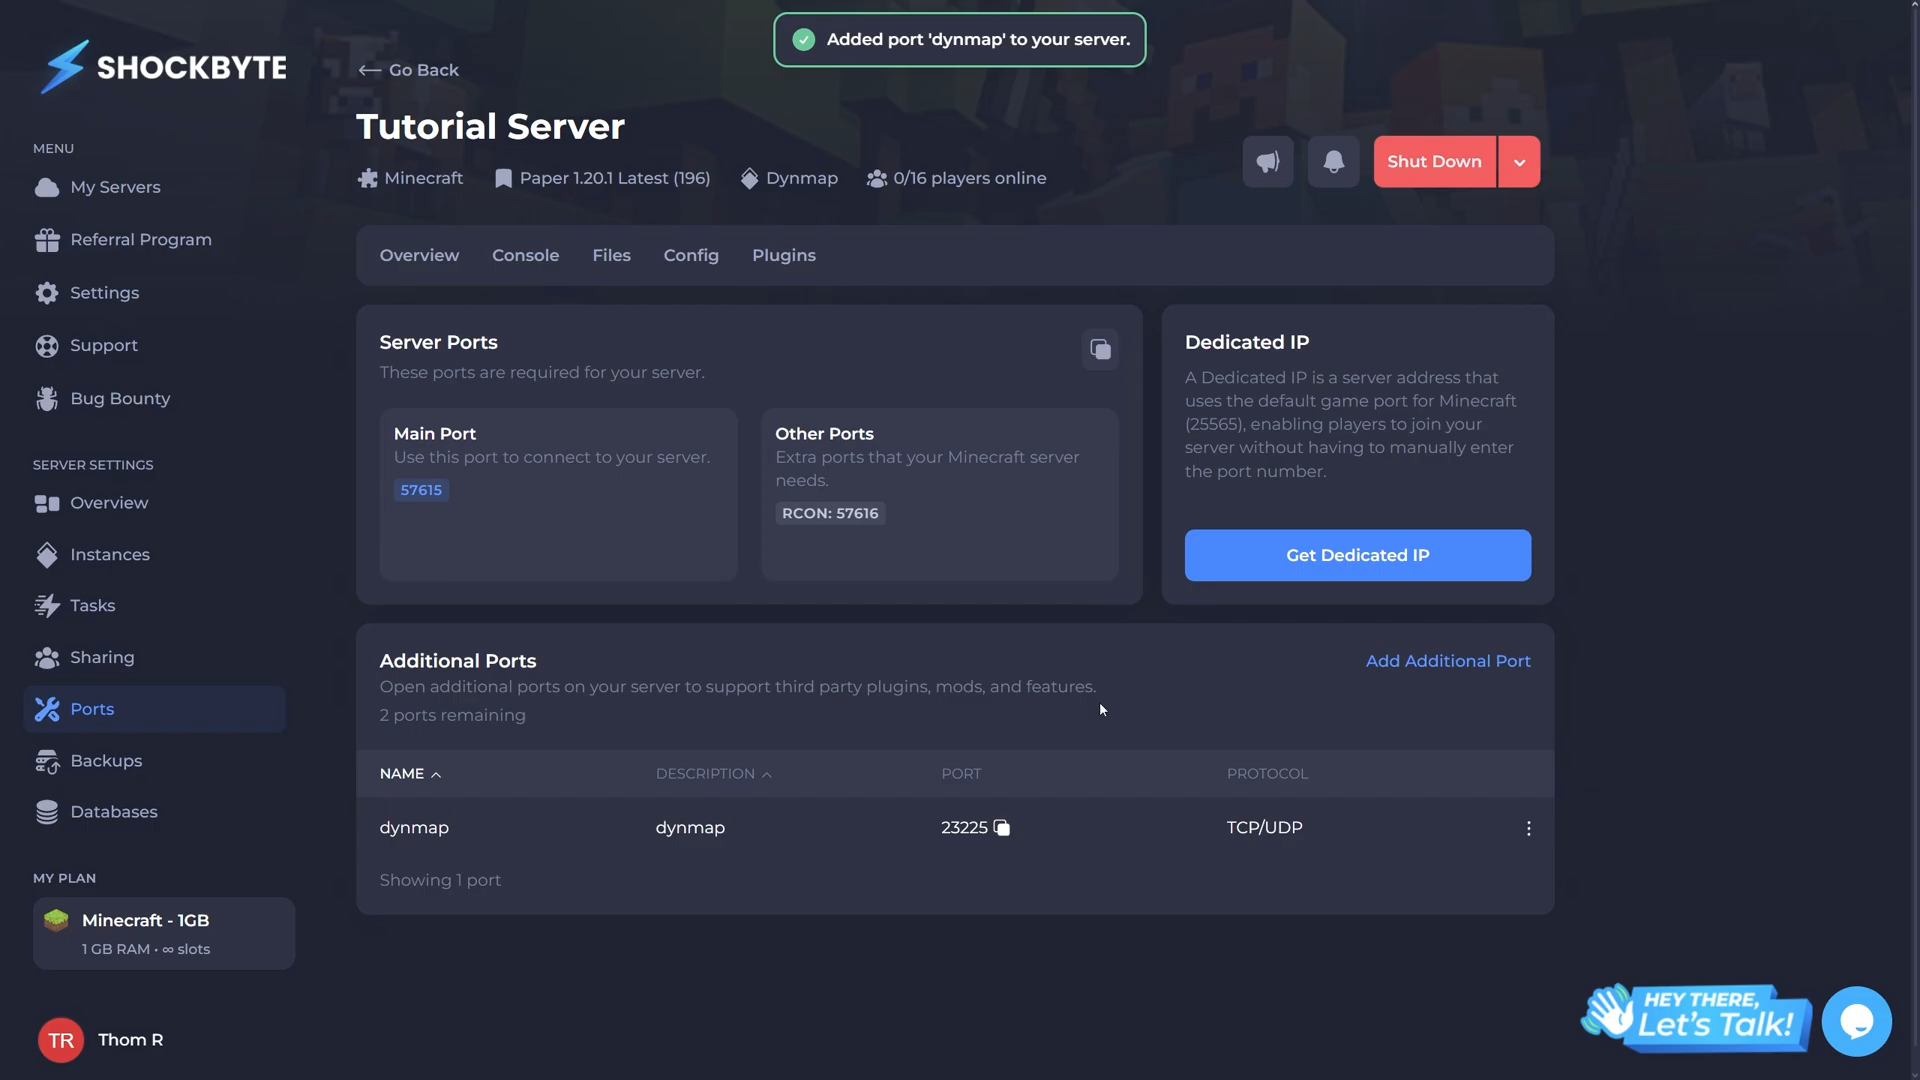 Added port 'dynmap' to your server.
SHOCKBYTE
Go Back
Tutorial Server
Minecraft
Paper 1.20.1 Latest (196)
Dynmap
0/16 players online
Shut Down
MENU
My Servers
Referral Program
Settings
Support
Bug Bounty
SERVER SETTINGS
Overview
Instances
Tasks
Sharing
Ports
Backups
Databases
MY PLAN
Minecraft - 1GB
1 GB RAM • ∞ slots
TR
Thom R
Overview
Console
Files
Config
Plugins
Server Ports
These ports are required for your server.
Main Port
Use this port to connect to your server.
57615
Other Ports
Extra ports that your Minecraft server
needs.
RCON: 57616
Dedicated IP
A Dedicated IP is a server address that
uses the default game port for Minecraft
(25565), enabling players to join your
server without having to manually enter
the port number.
Get Dedicated IP
Additional Ports
Add Additional Port
Open additional ports on your server to support third party plugins, mods, and features.
2 ports remaining
NAME
DESCRIPTION
PORT
PROTOCOL
dynmap
dynmap
23225
TCP/UDP
Showing 1 port
HEY THERE,
Let's Talk!